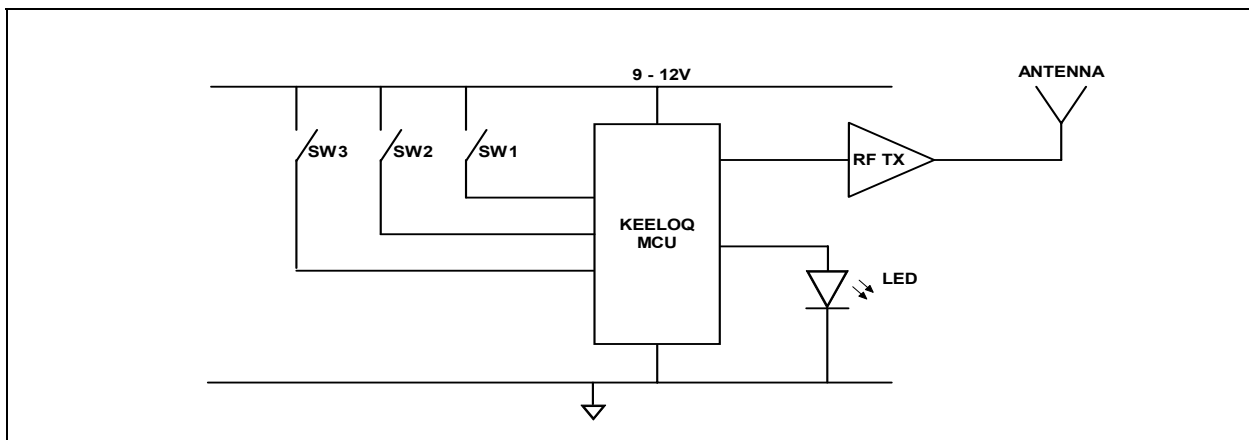 9 - 12V
ANTENNA
SW3
SW2
SW1
RF TX
KEELOQ
MCU
LED